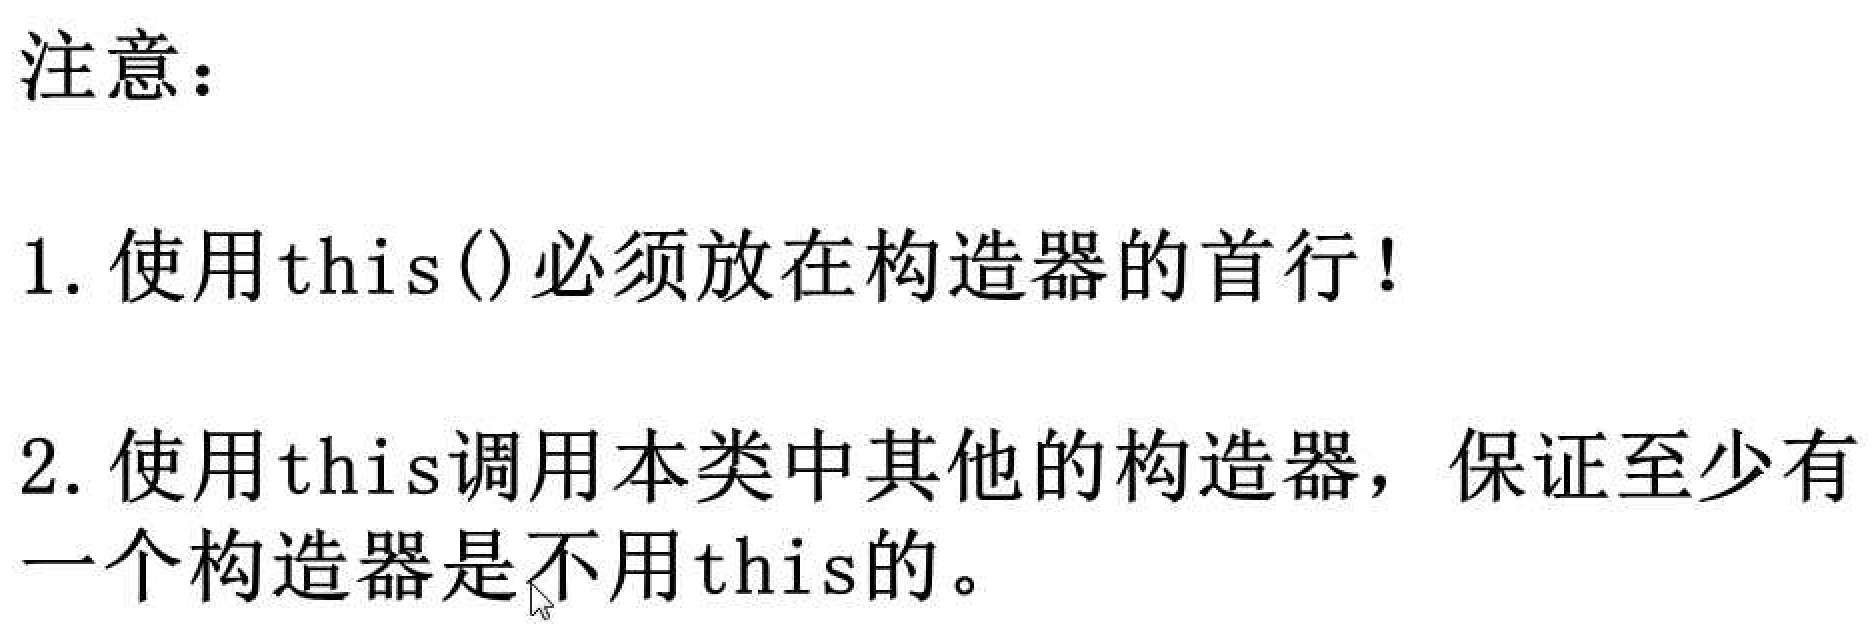 注意：
1. 使用this()必须放在构造器的首行！
2. 使用this调用本类中其他的构造器，保证至少有
一个构造器是不用this的。